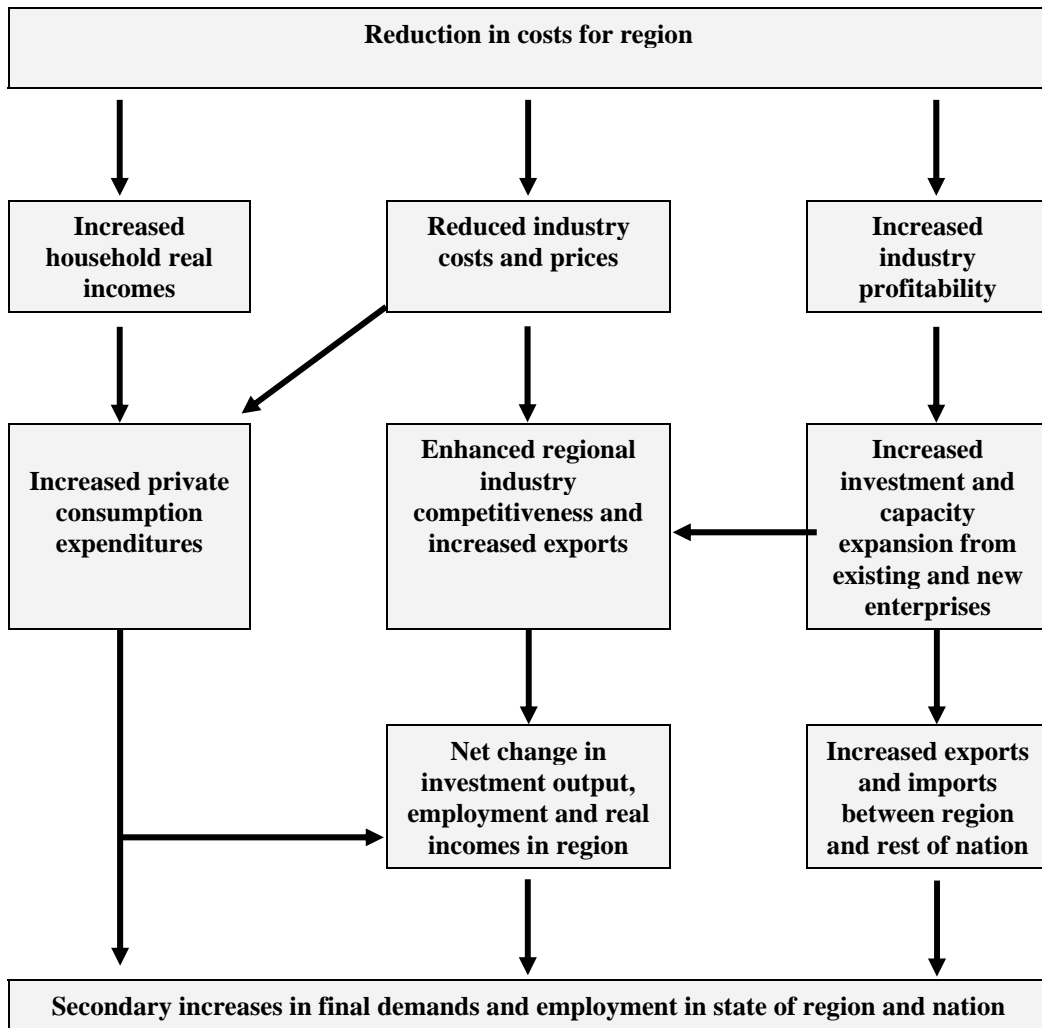 Reduction in costs for region
Increased
household real
incomes
Reduced industry
costs and prices
Increased
industry
profitability
Increased private
consumption
expenditures
Enhanced regional
industry
competitiveness and
increased exports
Increased
investment and
capacity
expansion from
existing and new
enterprises
Net change in
investment output,
employment and real
incomes in region
Increased exports
and imports
between region
and rest of nation
Secondary increases in final demands and employment in state of region and nation